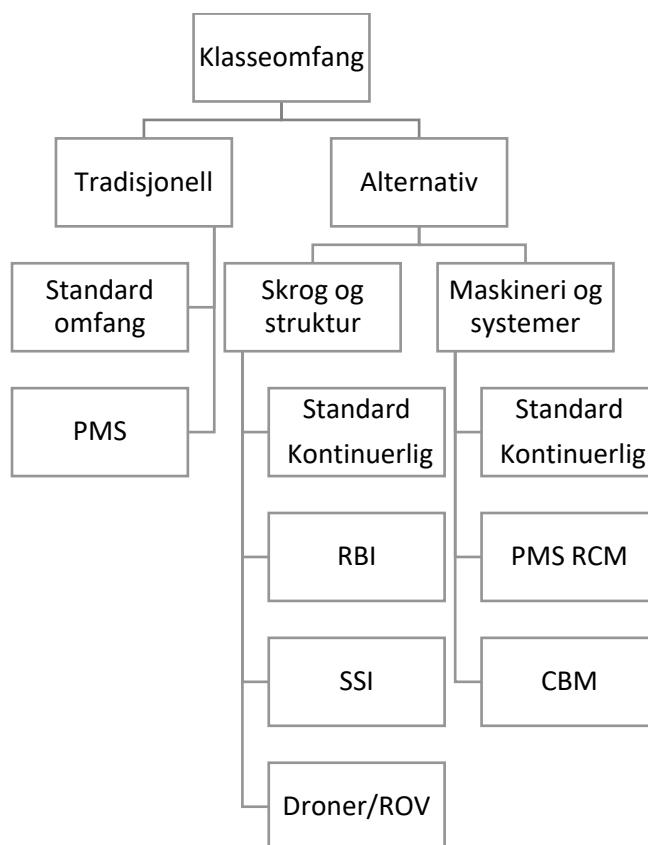 Klasseomfang
Tradisjonell
Alternativ
Standard
omfang
PMS
Skrog og
struktur
Standard
Kontinuerlig
RBI
SSI
Droner/ROV
Maskineri og
systemer
Standard
Kontinuerlig
PMS RCM
CBM